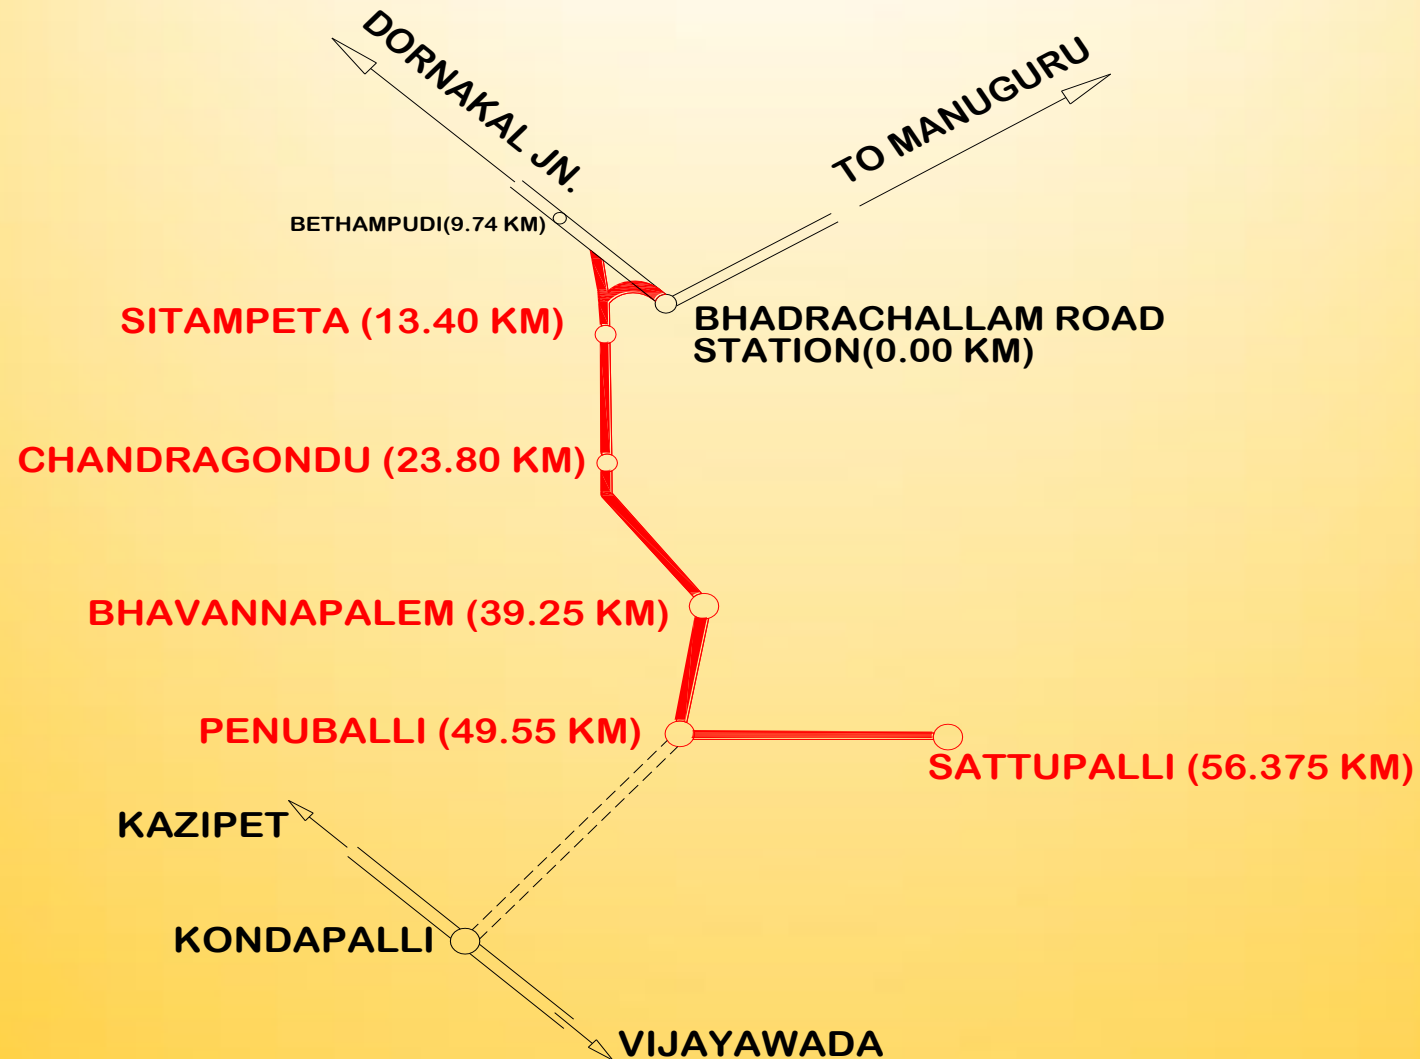 DORNAKAL JN.
TO MANUGURU
BETHAMPUDI(9.74 KM)
SITAMPETA (13.40 KM)
BHADRACHALLAM ROAD
STATION(0.00 KM)
CHANDRAGONDU (23.80 KM)
BHAVANNAPALEM (39.25 KM)
PENUBALLI (49.55 KM)
SATTUPALLI (56.375 KM)
KAZIPET
KONDAPALLI
VIJAYAWADA